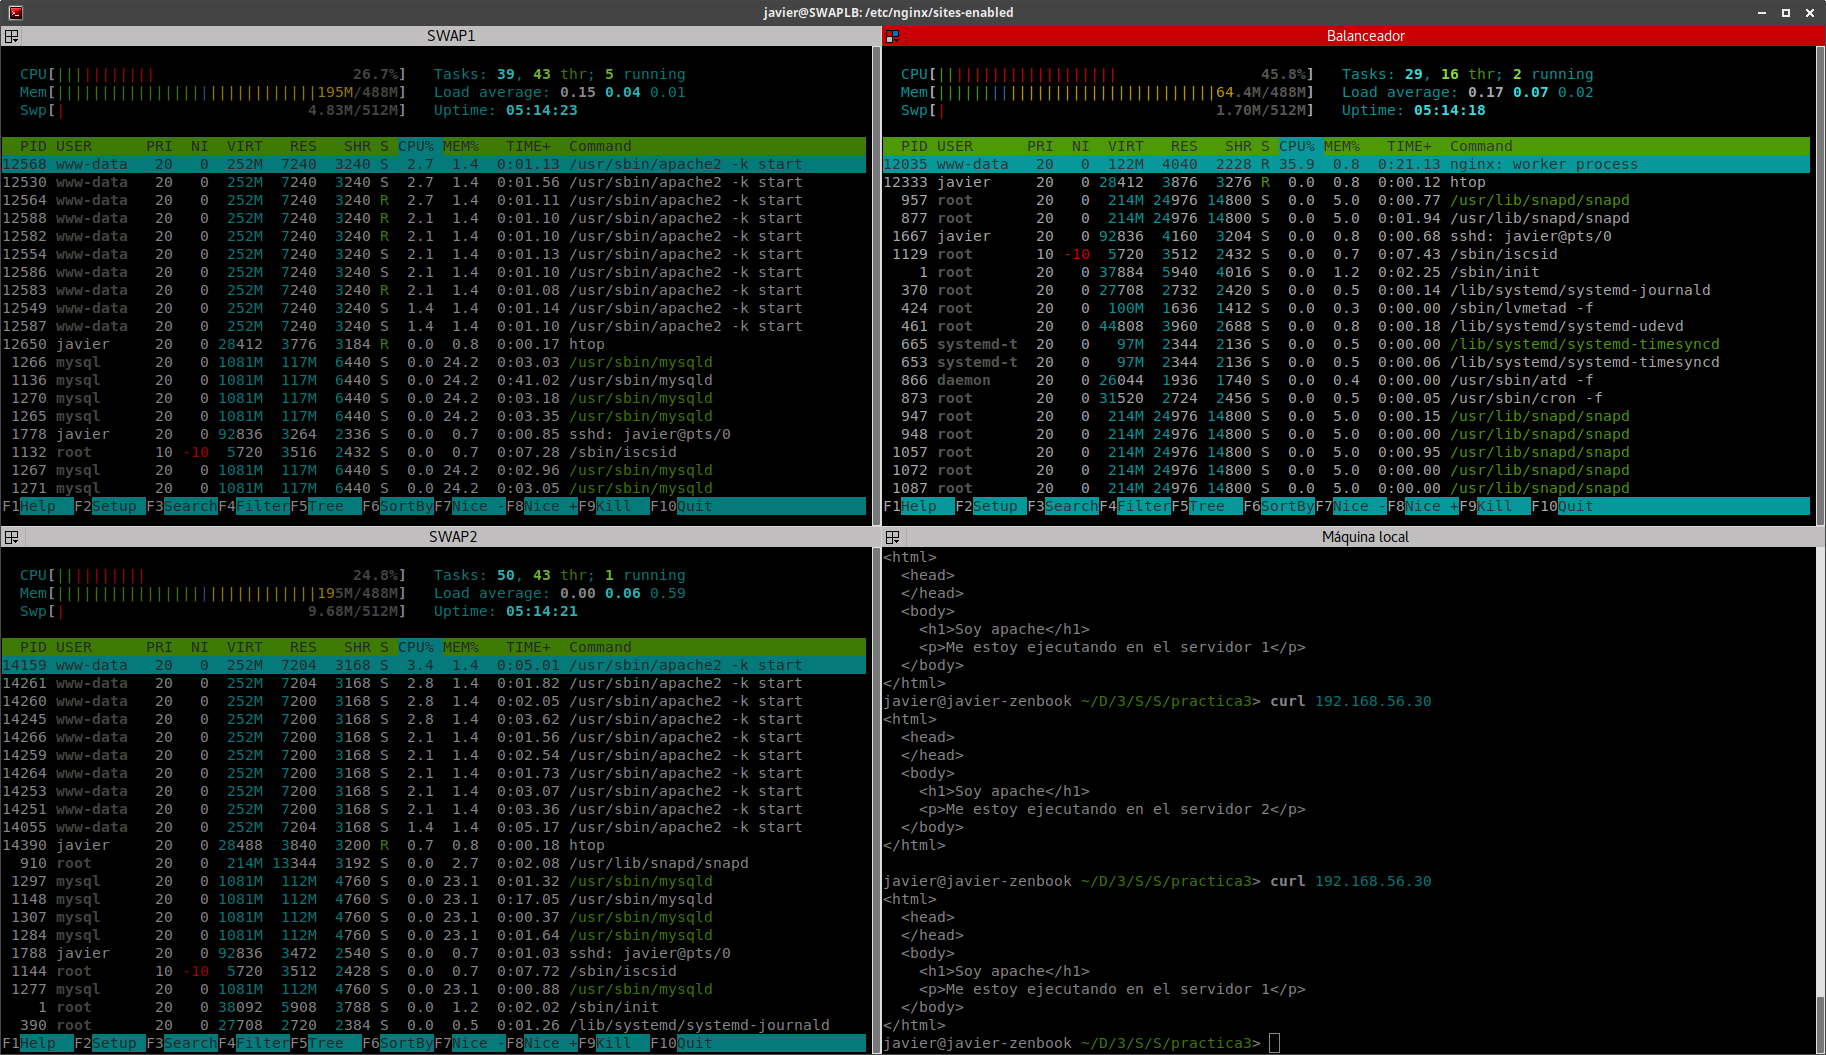 javier@SWAPLB: /etc/nginx/sites-enabled
SWAP1
CPU[||||||||||| 26.7%] Tasks: 39, 43 thr; 5 running
Mem[|||||||||||||||||||||||||||||195M/488M] Load average: 0.15 0.04 0.01
Swp[| 4.83M/512M] Uptime: 05:14:23
PID USER PRI NI VIRT RES SHR S CPU% MEM% TIME+ Command
12568 www-data 20 0 252M 7240 3240 S 2.7 1.4 0:01.13 /usr/sbin/apache2 -k start
12530 www-data 20 0 252M 7240 3240 S 2.7 1.4 0:01.56 /usr/sbin/apache2 -k start
12564 www-data 20 0 252M 7240 3240 R 2.7 1.4 0:01.11 /usr/sbin/apache2 -k start
12588 www-data 20 0 252M 7240 3240 S 2.1 1.4 0:01.10 /usr/sbin/apache2 -k start
12582 www-data 20 0 252M 7240 3240 R 2.1 1.4 0:01.10 /usr/sbin/apache2 -k start
12554 www-data 20 0 252M 7240 3240 S 2.1 1.4 0:01.13 /usr/sbin/apache2 -k start
12586 www-data 20 0 252M 7240 3240 S 2.1 1.4 0:01.10 /usr/sbin/apache2 -k start
12583 www-data 20 0 252M 7240 3240 R 2.1 1.4 0:01.08 /usr/sbin/apache2 -k start
12549 www-data 20 0 252M 7240 3240 S 1.4 1.4 0:01.14 /usr/sbin/apache2 -k start
12587 www-data 20 0 252M 7240 3240 S 1.4 1.4 0:01.10 /usr/sbin/apache2 -k start
12650 javier 20 0 28412 3776 3184 R 0.0 0.8 0:00.17 htop
1266 mysql 20 0 1081M 117M 6440 S 0.0 24.2 0:03.03 /usr/sbin/mysqld
1136 mysql 20 0 1081M 117M 6440 S 0.0 24.2 0:41.02 /usr/sbin/mysqld
1270 mysql 20 0 1081M 117M 6440 S 0.0 24.2 0:03.18 /usr/sbin/mysqld
1265 mysql 20 0 1081M 117M 6440 S 0.0 24.2 0:03.35 /usr/sbin/mysqld
1778 javier 20 0 92836 3264 2336 S 0.0 0.7 0:00.85 sshd: javier@pts/0
1132 root 10 -10 5720 3516 2432 S 0.0 0.7 0:07.28 /sbin/iscsid
1267 mysql 20 0 1081M 117M 6440 S 0.0 24.2 0:02.96 /usr/sbin/mysqld
1271 mysql 20 0 1081M 117M 6440 S 0.0 24.2 0:03.05 /usr/sbin/mysqld
F1Help F2Setup F3SearchF4FilterF5Tree F6SortByF7Nice -F8Nice +F9Kill F10Quit
Balanceador
CPU[|||||||||||||||||||| 45.8%] Tasks: 29, 16 thr; 2 running
Mem[|||||||||||||||||||||||||||||||64.4M/488M] Load average: 0.17 0.07 0.02
Swp[| 1.70M/512M] Uptime: 05:14:18
PID USER PRI NI VIRT RES SHR S CPU% MEM% TIME+ Command
12035 www-data 20 0 122M 4040 2228 R 35.9 0.8 0:21.13 nginx: worker process
12333 javier 20 0 28412 3876 3276 R 0.0 0.8 0:00.12 htop
957 root 20 0 214M 24976 14800 S 0.0 5.0 0:00.77 /usr/lib/snapd/snapd
877 root 20 0 214M 24976 14800 S 0.0 5.0 0:01.94 /usr/lib/snapd/snapd
1667 javier 20 0 92836 4160 3204 S 0.0 0.8 0:00.68 sshd: javier@pts/0
1129 root 10 -10 5720 3512 2432 S 0.0 0.7 0:07.43 /sbin/iscsid
1 root 20 0 37884 5940 4016 S 0.0 1.2 0:02.25 /sbin/init
370 root 20 0 27708 2732 2420 S 0.0 0.5 0:00.14 /lib/systemd/systemd-journald
424 root 20 0 100M 1636 1412 S 0.0 0.3 0:00.00 /sbin/lvmetad -f
461 root 20 0 44808 3960 2688 S 0.0 0.8 0:00.18 /lib/systemd/systemd-udevd
665 systemd-t 20 0 97M 2344 2136 S 0.0 0.5 0:00.00 /lib/systemd/systemd-timesyncd
653 systemd-t 20 0 97M 2344 2136 S 0.0 0.5 0:00.06 /lib/systemd/systemd-timesyncd
866 daemon 20 0 26044 1936 1740 S 0.0 0.4 0:00.00 /usr/sbin/atd -f
873 root 20 0 31520 2724 2456 S 0.0 0.5 0:00.05 /usr/sbin/cron -f
947 root 20 0 214M 24976 14800 S 0.0 5.0 0:00.15 /usr/lib/snapd/snapd
948 root 20 0 214M 24976 14800 S 0.0 5.0 0:00.00 /usr/lib/snapd/snapd
1057 root 20 0 214M 24976 14800 S 0.0 5.0 0:00.95 /usr/lib/snapd/snapd
1072 root 20 0 214M 24976 14800 S 0.0 5.0 0:00.00 /usr/lib/snapd/snapd
1087 root 20 0 214M 24976 14800 S 0.0 5.0 0:00.00 /usr/lib/snapd/snapd
F1Help F2Setup F3SearchF4FilterF5Tree F6SortByF7Nice -F8Nice +F9Kill F10Quit
SWAP2
CPU[|||||||||| 24.8%] Tasks: 50, 43 thr; 1 running
Mem[|||||||||||||||||||||||||||||195M/488M] Load average: 0.00 0.06 0.59
Swp[| 9.68M/512M] Uptime: 05:14:21
PID USER PRI NI VIRT RES SHR S CPU% MEM% TIME+ Command
14159 www-data 20 0 252M 7204 3168 S 3.4 1.4 0:05.01 /usr/sbin/apache2 -k start
14261 www-data 20 0 252M 7204 3168 S 2.8 1.4 0:01.82 /usr/sbin/apache2 -k start
14260 www-data 20 0 252M 7200 3168 S 2.8 1.4 0:02.05 /usr/sbin/apache2 -k start
14245 www-data 20 0 252M 7200 3168 S 2.8 1.4 0:03.62 /usr/sbin/apache2 -k start
14266 www-data 20 0 252M 7200 3168 S 2.1 1.4 0:01.56 /usr/sbin/apache2 -k start
14259 www-data 20 0 252M 7200 3168 S 2.1 1.4 0:02.54 /usr/sbin/apache2 -k start
14264 www-data 20 0 252M 7200 3168 S 2.1 1.4 0:01.73 /usr/sbin/apache2 -k start
14253 www-data 20 0 252M 7200 3168 S 2.1 1.4 0:03.07 /usr/sbin/apache2 -k start
14251 www-data 20 0 252M 7200 3168 S 2.1 1.4 0:03.36 /usr/sbin/apache2 -k start
14055 www-data 20 0 252M 7204 3168 S 1.4 1.4 0:05.17 /usr/sbin/apache2 -k start
14390 javier 20 0 28488 3840 3200 R 0.7 0.8 0:00.18 htop
910 root 20 0 214M 13344 3192 S 0.0 2.7 0:02.08 /usr/lib/snapd/snapd
1297 mysql 20 0 1081M 112M 4760 S 0.0 23.1 0:01.32 /usr/sbin/mysqld
1148 mysql 20 0 1081M 112M 4760 S 0.0 23.1 0:17.05 /usr/sbin/mysqld
1307 mysql 20 0 1081M 112M 4760 S 0.0 23.1 0:00.37 /usr/sbin/mysqld
1284 mysql 20 0 1081M 112M 4760 S 0.0 23.1 0:01.64 /usr/sbin/mysqld
1788 javier 20 0 92836 3472 2540 S 0.0 0.7 0:01.03 sshd: javier@pts/0
1144 root 10 -10 5720 3512 2428 S 0.0 0.7 0:07.72 /sbin/iscsid
1277 mysql 20 0 1081M 112M 4760 S 0.0 23.1 0:00.88 /usr/sbin/mysqld
1 root 20 0 38092 5908 3788 S 0.0 1.2 0:02.02 /sbin/init
390 root 20 0 27708 2720 2384 S 0.0 0.5 0:01.26 /lib/systemd/systemd-journald
F1Help F2Setup F3SearchF4FilterF5Tree F6SortByF7Nice -F8Nice +F9Kill F10Quit
Máquina local
<html>
<head>
</head>
<body>
<h1>Soy apache</h1>
<p>Me estoy ejecutando en el servidor 1</p>
</body>
</html>
javier@javier-zenbook ~/D/3/S/S/practica3> curl 192.168.56.30
<html>
<head>
</head>
<body>
<h1>Soy apache</h1>
<p>Me estoy ejecutando en el servidor 2</p>
</body>
</html>
javier@javier-zenbook ~/D/3/S/S/practica3> curl 192.168.56.30
<html>
<head>
</head>
<body>
<h1>Soy apache</h1>
<p>Me estoy ejecutando en el servidor 1</p>
</body>
</html>
javier@javier-zenbook ~/D/3/S/S/practica3>